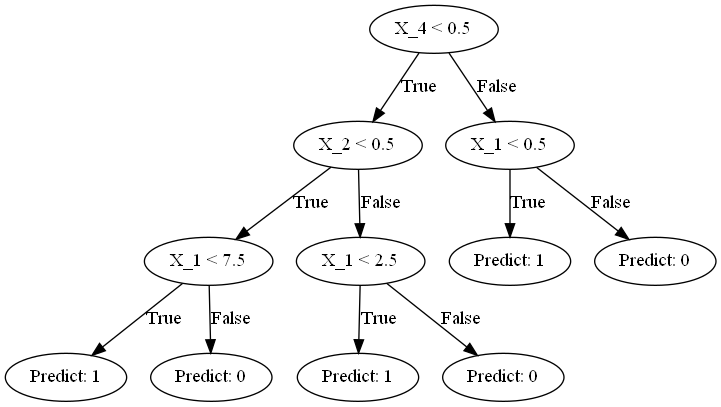 X_4 < 0.5
True
False
X_2 < 0.5
X_1 < 0.5
True
False
True
False
X_1 < 7.5
X_1 < 2.5
Predict: 1
Predict: 0
True
False
True
False
Predict: 1
Predict: 0
Predict: 1
Predict: 0